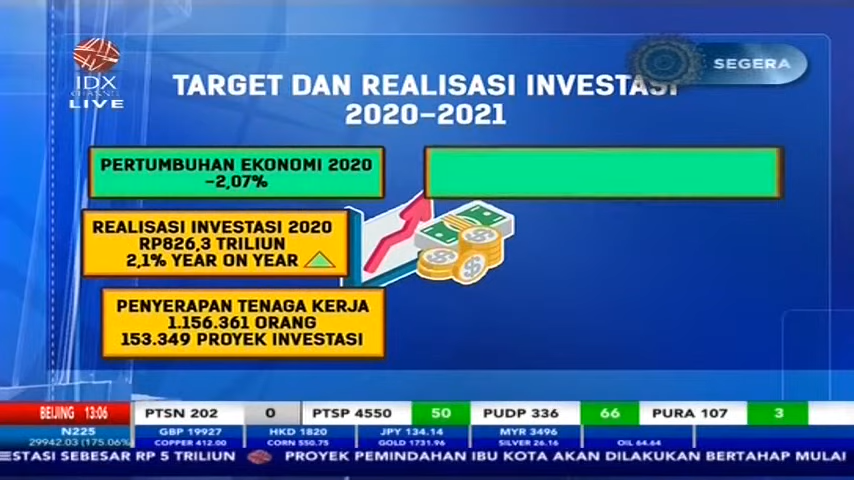 IDX
CHANNEL
LIVE
SEGERA
TARGET DAN REALISASI INVESTASI
2020–2021
PERTUMBUHAN EKONOMI 2020
-2,07%
REALISASI INVESTASI 2020
RP826,3 TRILIUN
2,1% YEAR ON YEAR
PENYERAPAN TENAGA KERJA
1.156.361 ORANG
153.349 PROYEK INVESTASI
BEIJING 13:06 PTSN 202 0 PTSP 4550 50 PUDP 336 66 PURA 107 3
N225 GBP 19927 HKD 1820 JPY 134.14 MYR 3496
29942.03 (175.06%) COPPER 412.00 CORN 550.75 GOLD 1731.96 SILVER 26.16 OIL 64.64
ESTASI SEBESAR RP 5 TRILIUN PROYEK PEMINDAHAN IBU KOTA AKAN DILAKUKAN BERTAHAP MULAI